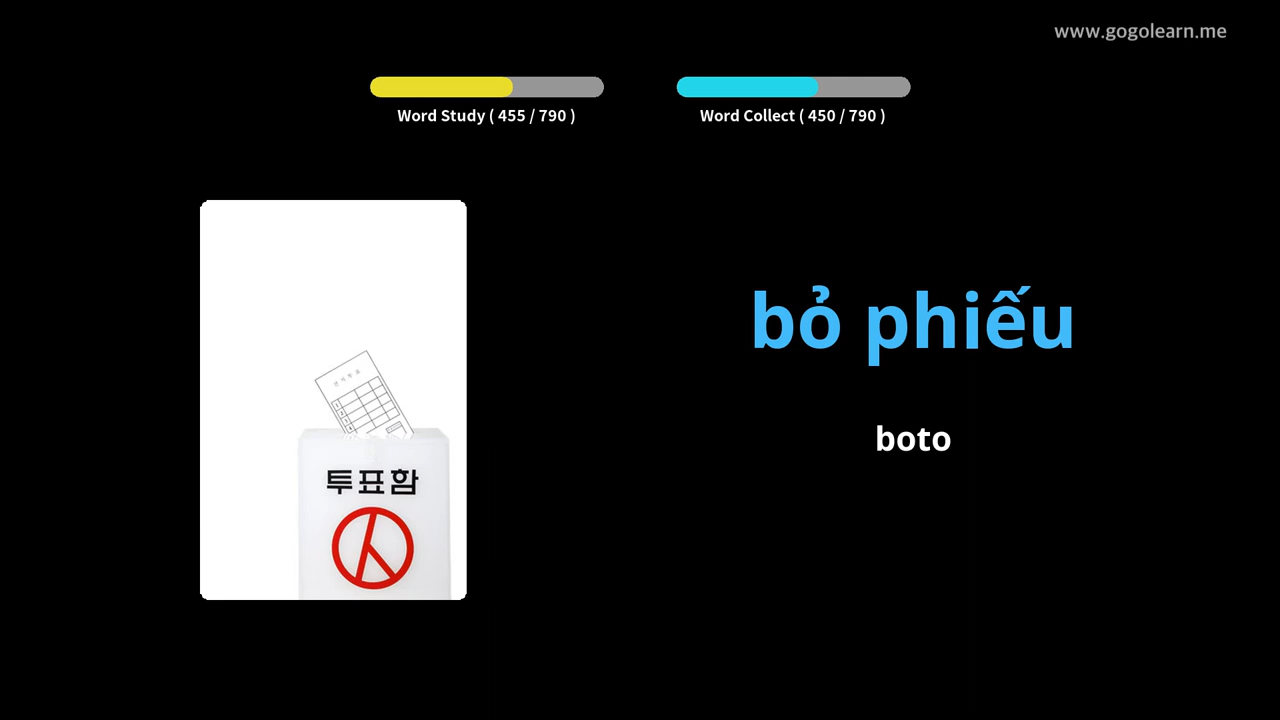 www.gogolearn.me
Word Study ( 455 / 790 )
Word Collect ( 450 / 790 )
bỏ phiếu
boto
투표함